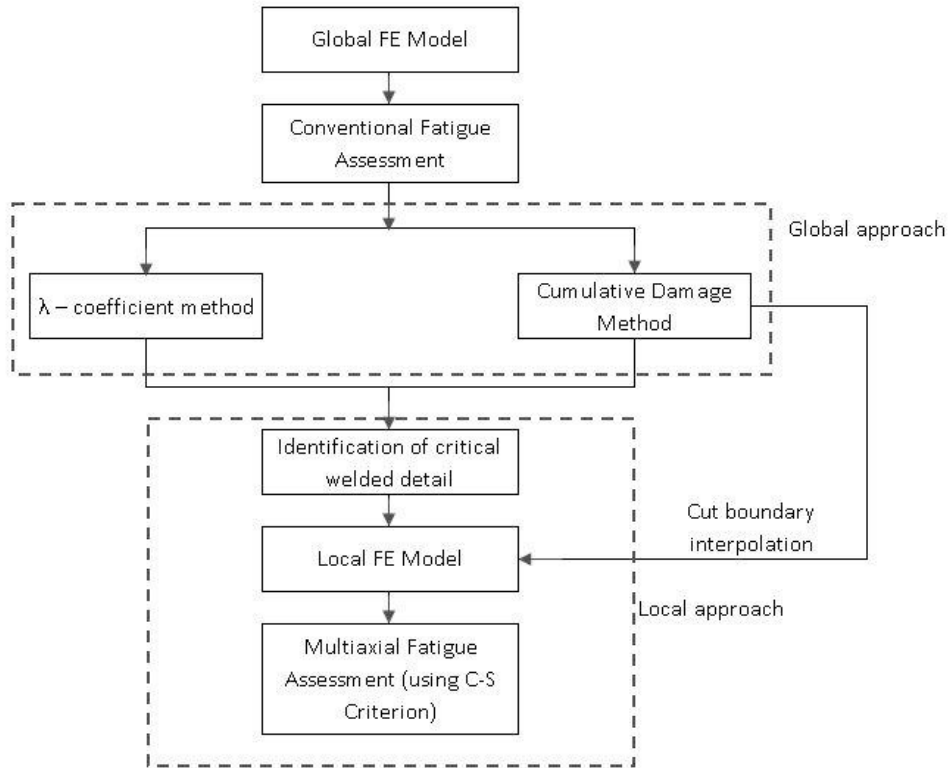 Global FE Model
Conventional Fatigue
Assessment
Global approach
λ – coefficient method
Cumulative Damage
Method
Identification of critical
welded detail
Cut boundary
interpolation
Local FE Model
Local approach
Multiaxial Fatigue
Assessment (using C-S
Criterion)